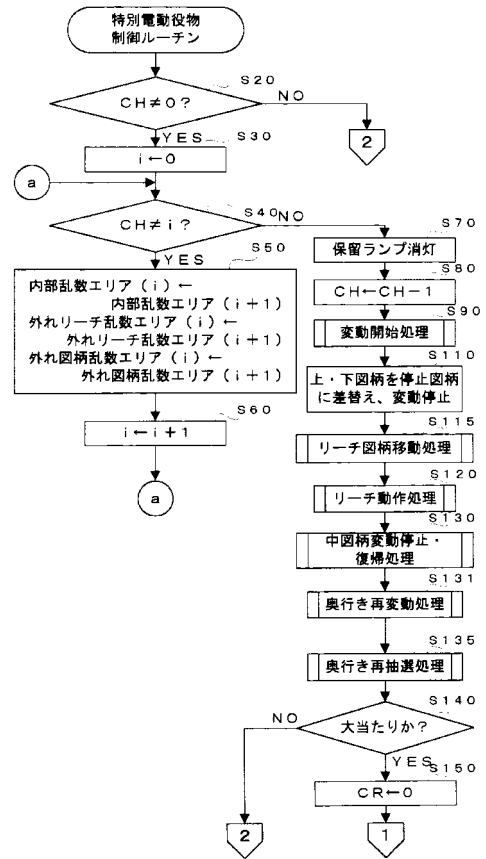 特別電動役物
制御ルーチン
S20
CH≠0?
NO
2
YES
S30
i←0
a
S40
CH≠i?
NO
YES
S50
内部乱数エリア(i)←
内部乱数エリア(i+1)
外れリーチ乱数エリア(i)←
外れリーチ乱数エリア(i+1)
外れ図柄乱数エリア(i)←
外れ図柄乱数エリア(i+1)
S60
i←i+1
a
S70
保留ランプ消灯
S80
CH←CH-1
S90
変動開始処理
S110
上・下図柄を停止図柄
に差替え、変動停止
S115
リーチ図柄移動処理
S120
リーチ動作処理
S130
中図柄変動停止・
復帰処理
S131
奥行き再変動処理
S135
奥行き再抽選処理
S140
大当たりか?
NO
2
YES
S150
CR←0
1